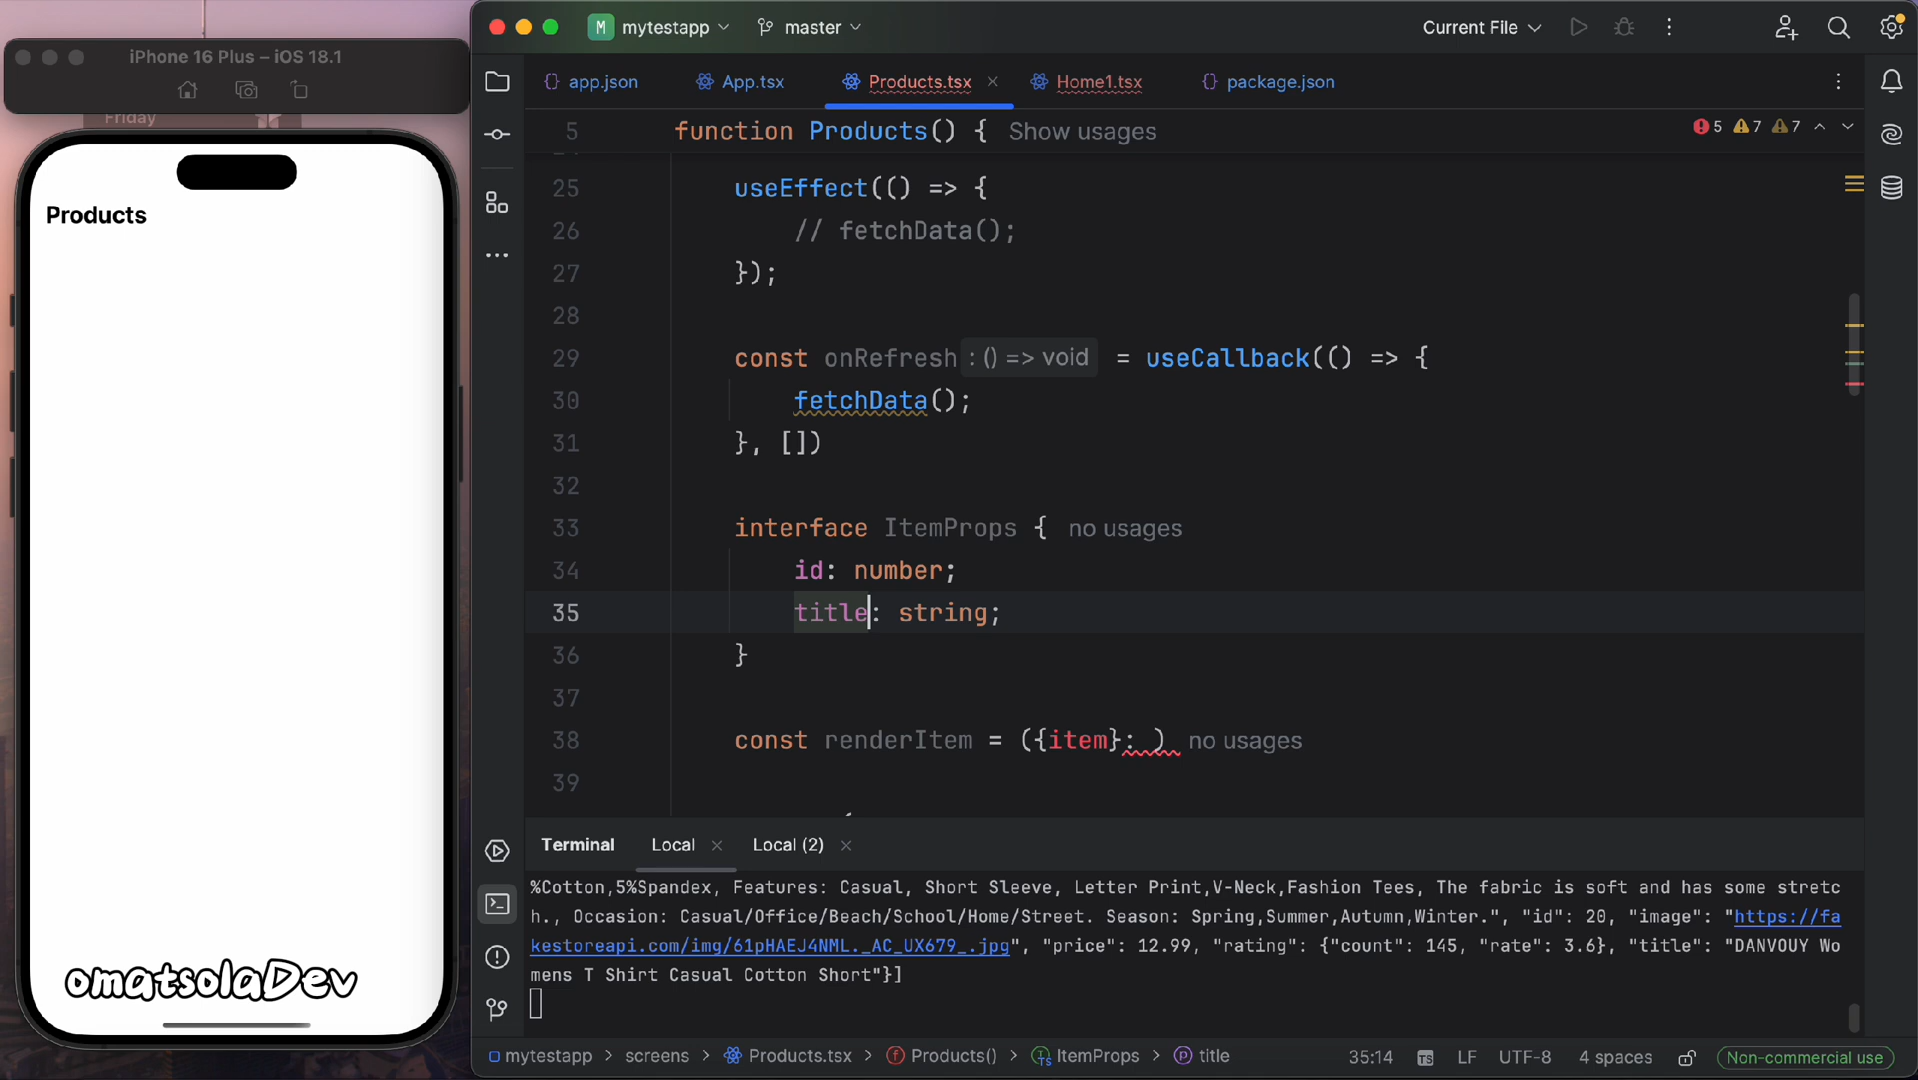 iPhone 16 Plus – iOS 18.1
Friday
Products
omatsolaDev
M mytestapp master Current File
app.json App.tsx Products.tsx Home1.tsx package.json
5 function Products() { Show usages 5 7 7
25 useEffect(() => {
26 // fetchData();
27 });
28
29 const onRefresh : () => void = useCallback(() => {
30 fetchData();
31 }, [])
32
33 interface ItemProps { no usages
34 id: number;
35 title: string;
36 }
37
38 const renderItem = ({item}: ) no usages
39
Terminal Local Local (2)
%Cotton,5%Spandex, Features: Casual, Short Sleeve, Letter Print,V-Neck,Fashion Tees, The fabric is soft and has some stretc
h., Occasion: Casual/Office/Beach/School/Home/Street. Season: Spring,Summer,Autumn,Winter.", "id": 20, "image": "https://fa
kestoreapi.com/img/61pHAEJ4NML._AC_UX679_.jpg", "price": 12.99, "rating": {"count": 145, "rate": 3.6}, "title": "DANVOUY Wo
mens T Shirt Casual Cotton Short"}]
mytestapp > screens > Products.tsx > Products() > ItemProps > title 35:14 LF UTF-8 4 spaces Non-commercial use